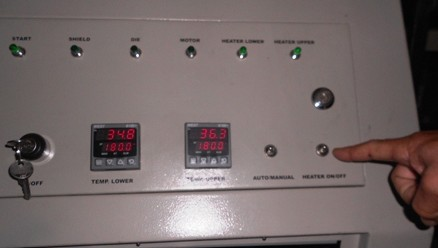 START SHIELD DIE MOTOR HEATER LOWER HEATER UPPER
34.8 36.3
180.0 180.0
OFF TEMP. LOWER TEMP. UPPER AUTO/MANUAL HEATER ON/OFF